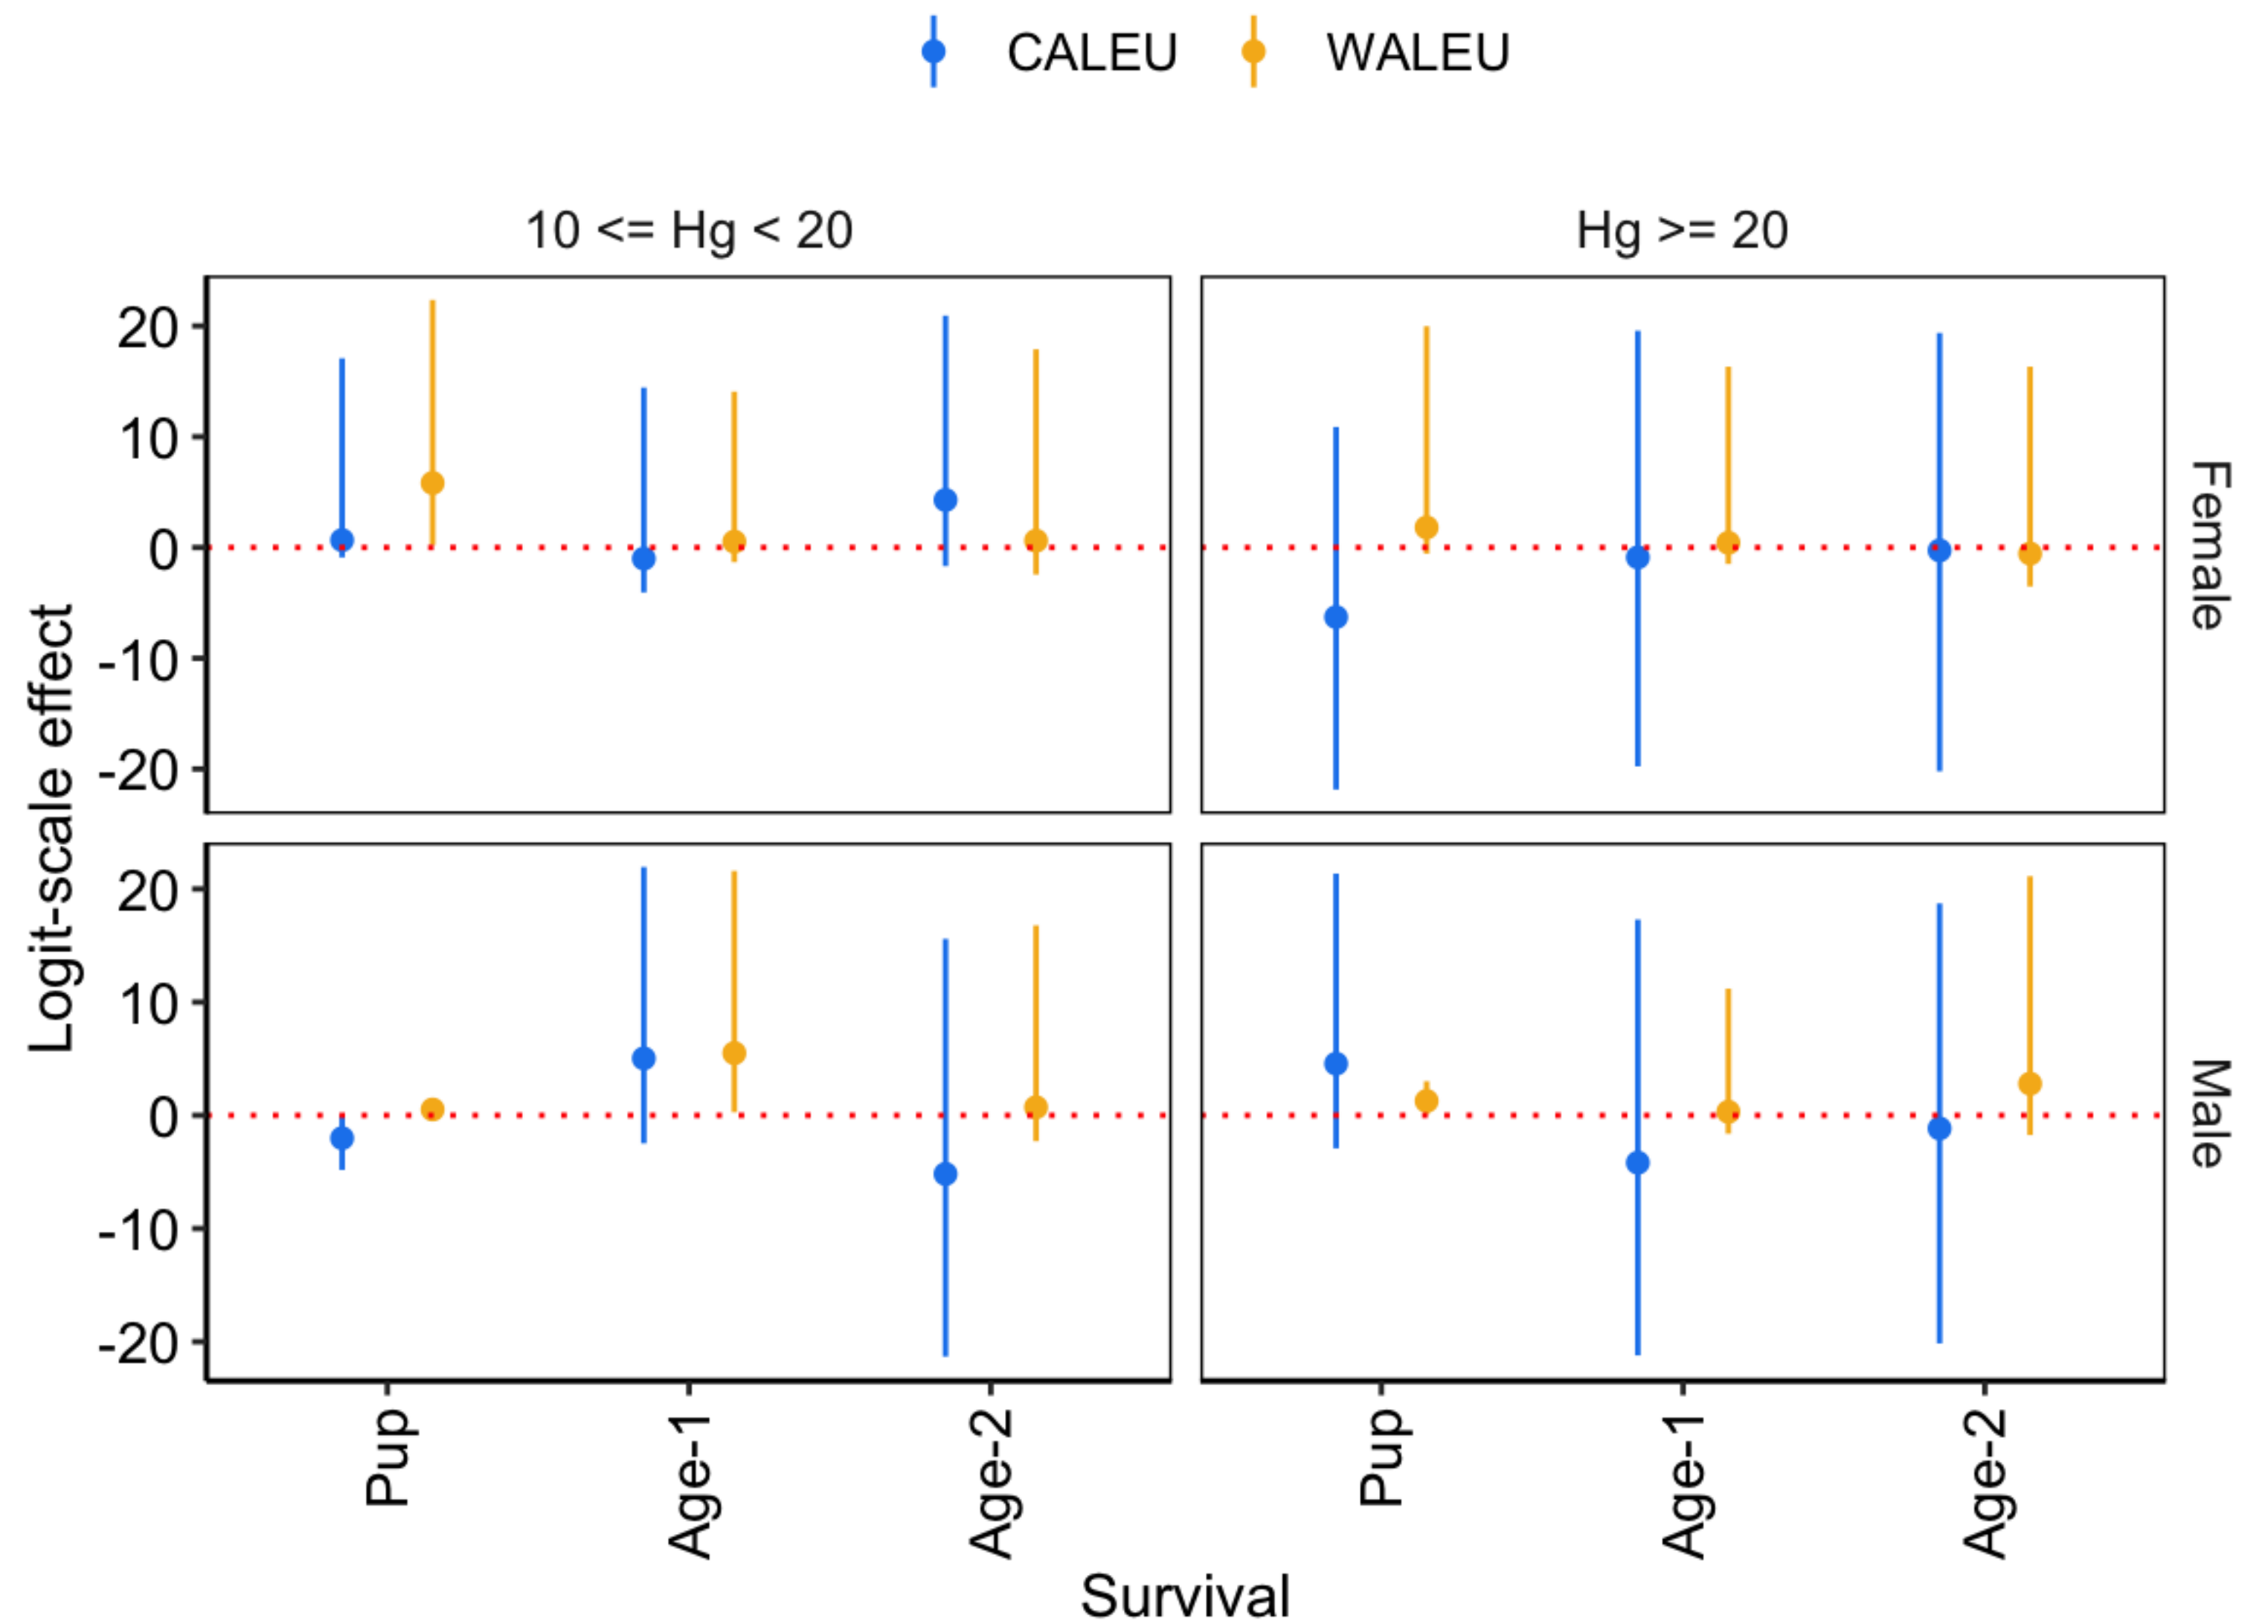 CALEU WALEU
10 <= Hg < 20 Hg >= 20
Logit-scale effect
20
10
0
-10
-20
Female
20
10
0
-10
-20
Male
Pup Age-1 Age-2 Pup Age-1 Age-2
Survival